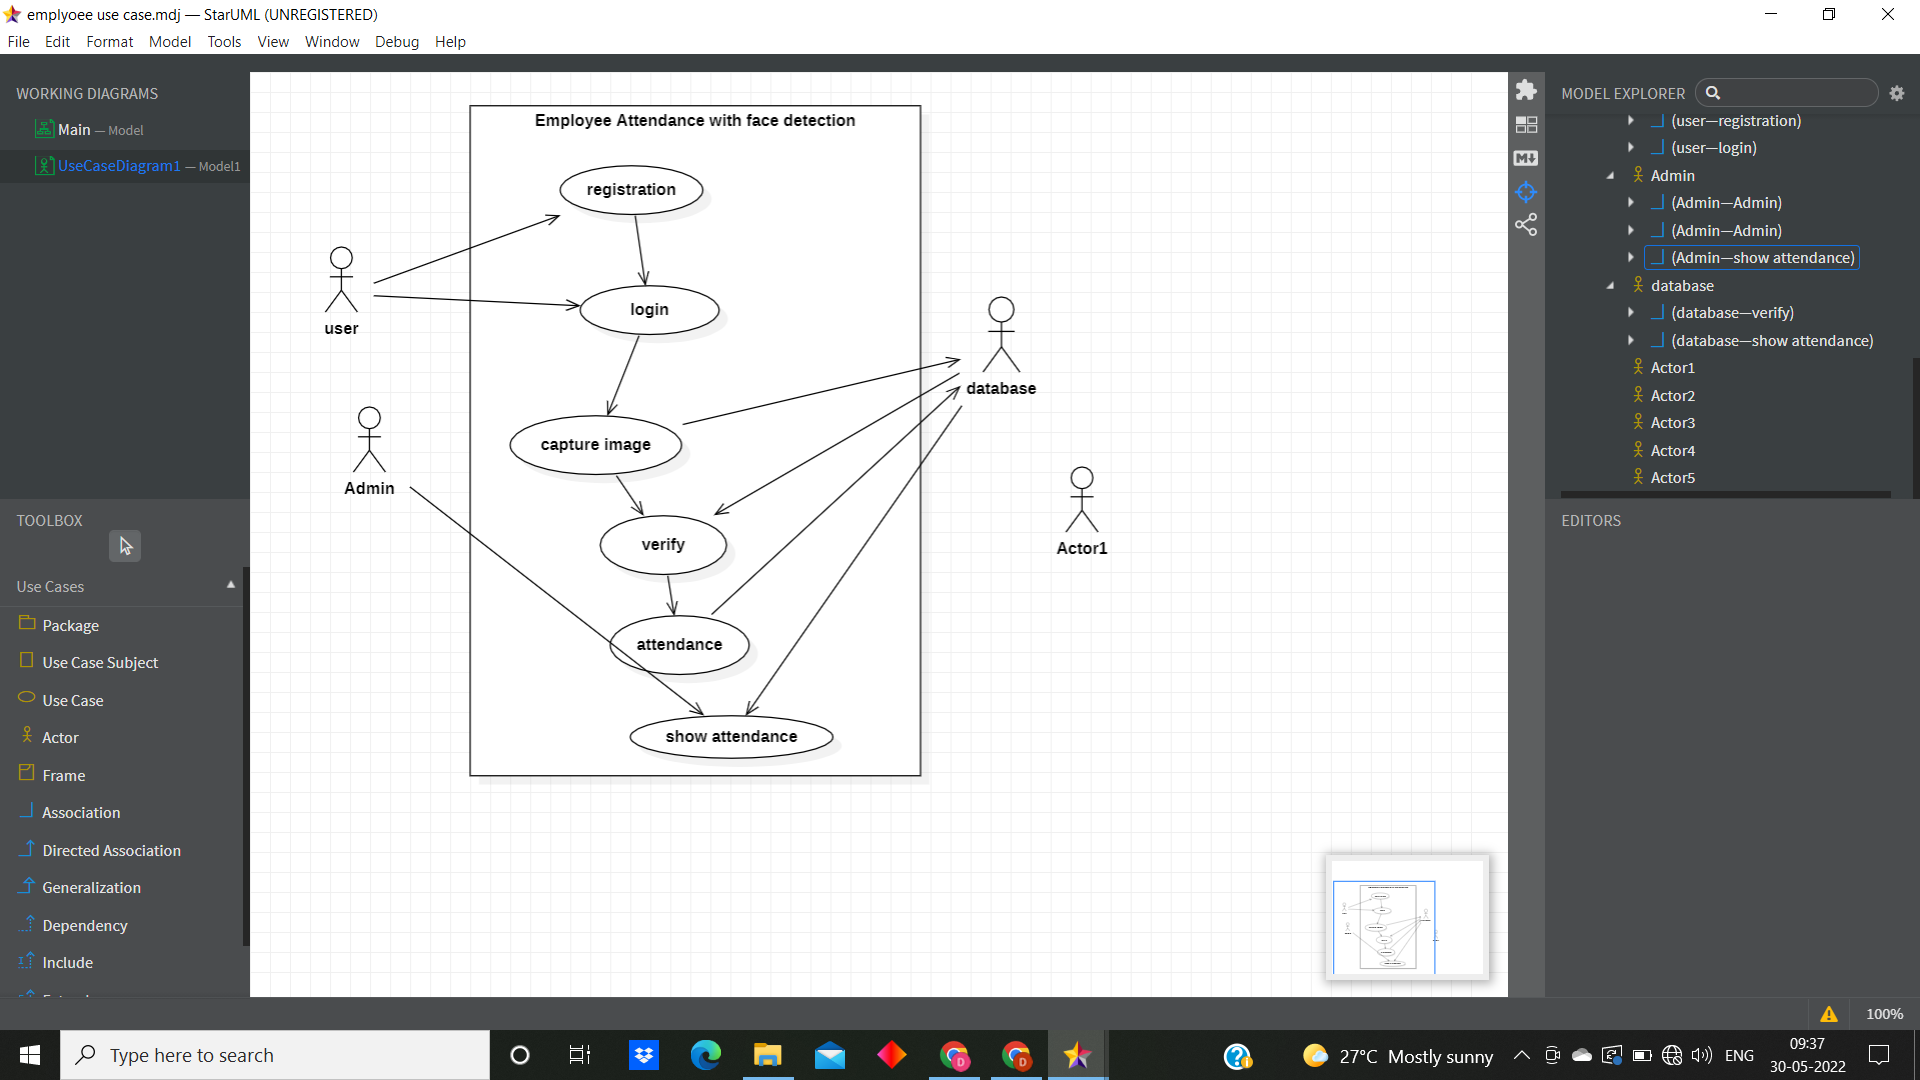 emplyoee use case.mdj — StarUML (UNREGISTERED)
File Edit Format Model Tools View Window Debug Help
WORKING DIAGRAMS
Main — Model
UseCaseDiagram1 — Model1
TOOLBOX
Use Cases
Package
Use Case Subject
Use Case
Actor
Frame
Association
Directed Association
Generalization
Dependency
Include
Employee Attendance with face detection
registration
user
login
database
Admin
capture image
verify
Actor1
attendance
show attendance
MODEL EXPLORER
(user—registration)
(user—login)
Admin
(Admin—Admin)
(Admin—Admin)
(Admin—show attendance)
database
(database—verify)
(database—show attendance)
Actor1
Actor2
Actor3
Actor4
Actor5
EDITORS
100%
Type here to search
27°C Mostly sunny
ENG
09:37
30-05-2022